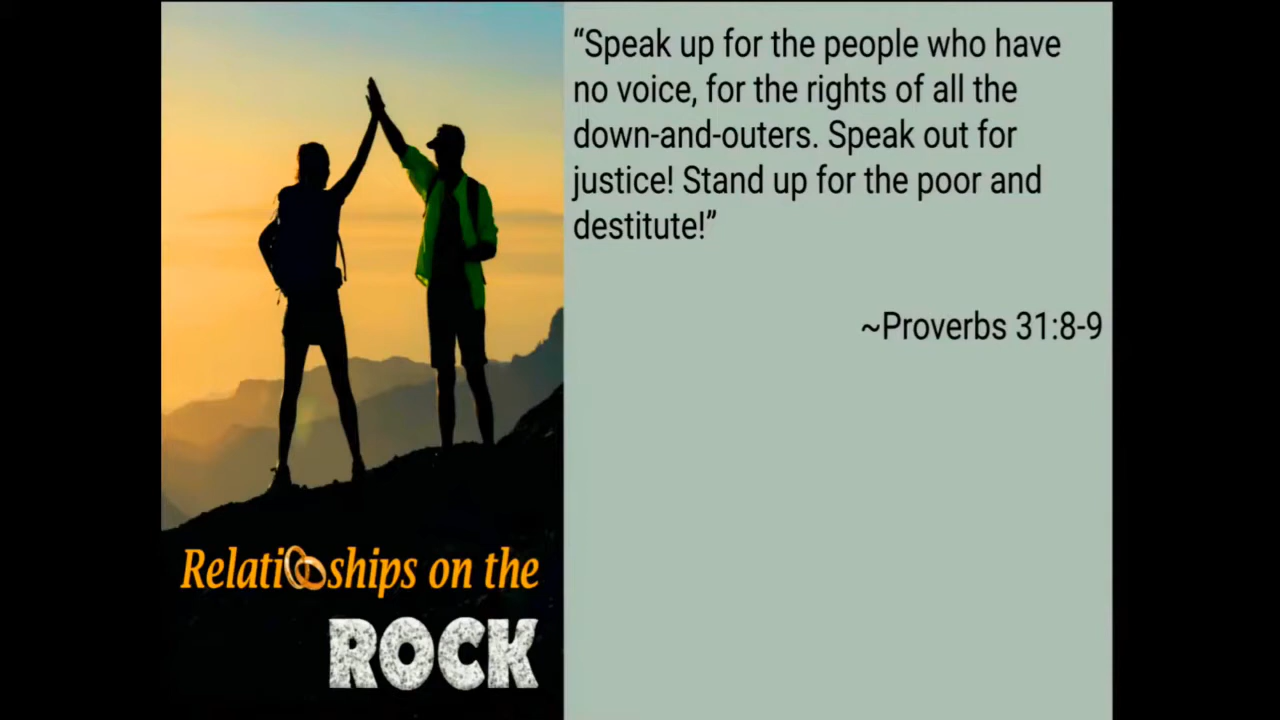 “Speak up for the people who have
no voice, for the rights of all the
down-and-outers. Speak out for
justice! Stand up for the poor and
destitute!”
~Proverbs 31:8-9
Relationships on the
ROCK